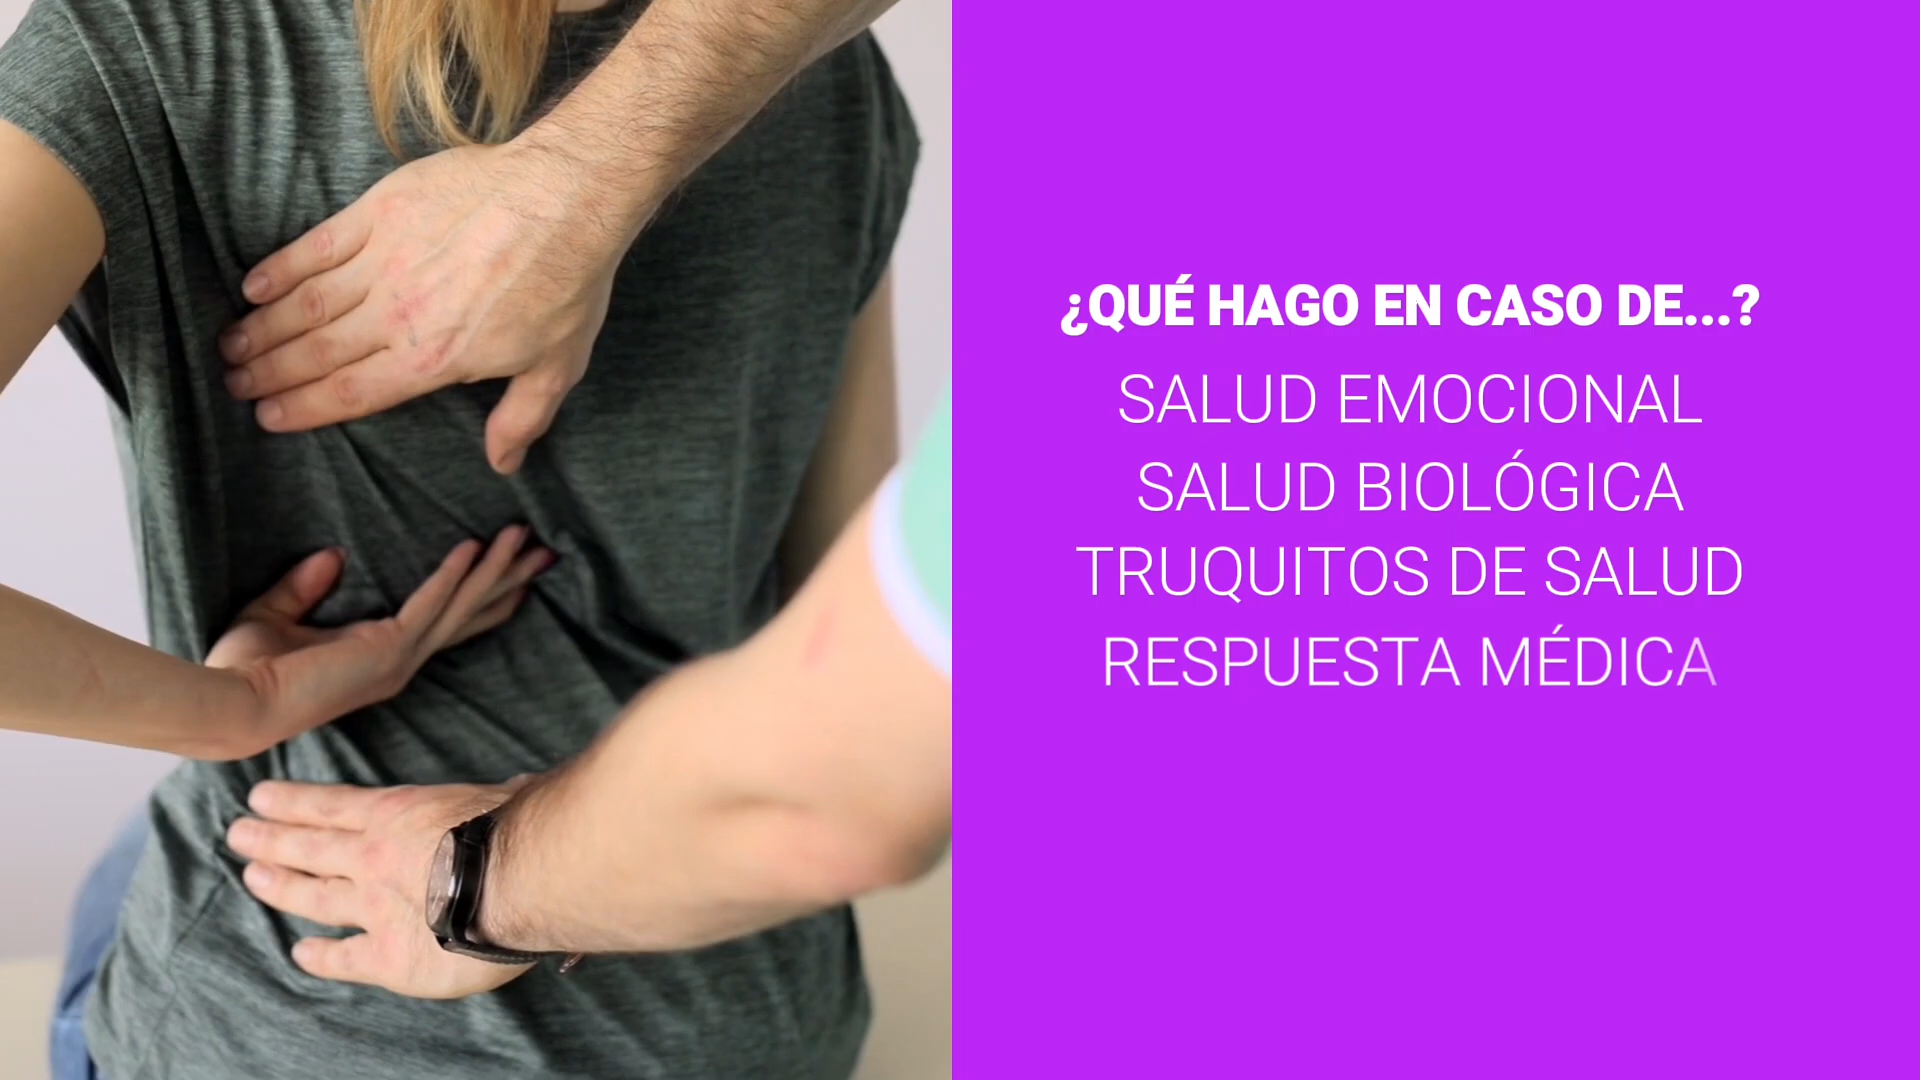 ¿QUÉ HAGO EN CASO DE...?
SALUD EMOCIONAL
SALUD BIOLÓGICA
TRUQUITOS DE SALUD
RESPUESTA MÉDICA